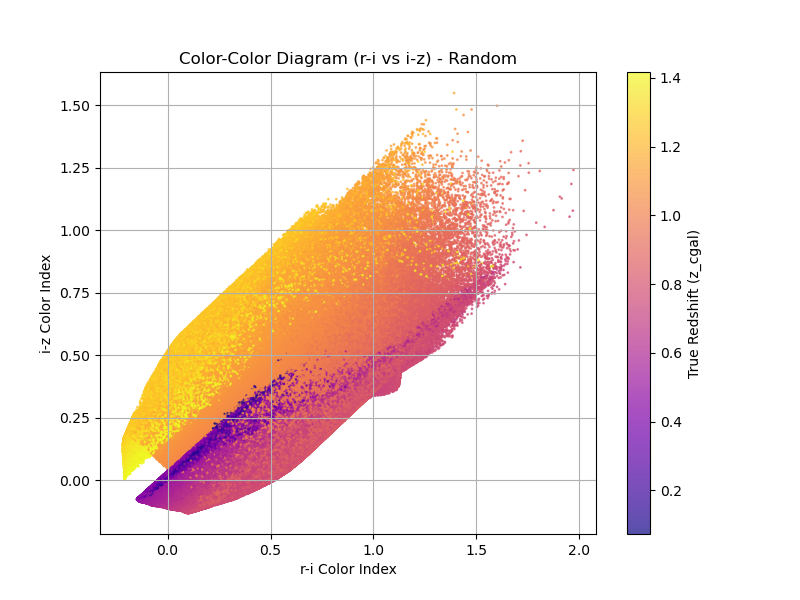 Color-Color Diagram (r-i vs i-z) - Random
1.50
1.25
1.00
0.75
0.50
0.25
0.00
i-z Color Index
0.0 0.5 1.0 1.5 2.0
r-i Color Index
1.4
1.2
1.0
0.8
0.6
0.4
0.2
True Redshift (z_cgal)